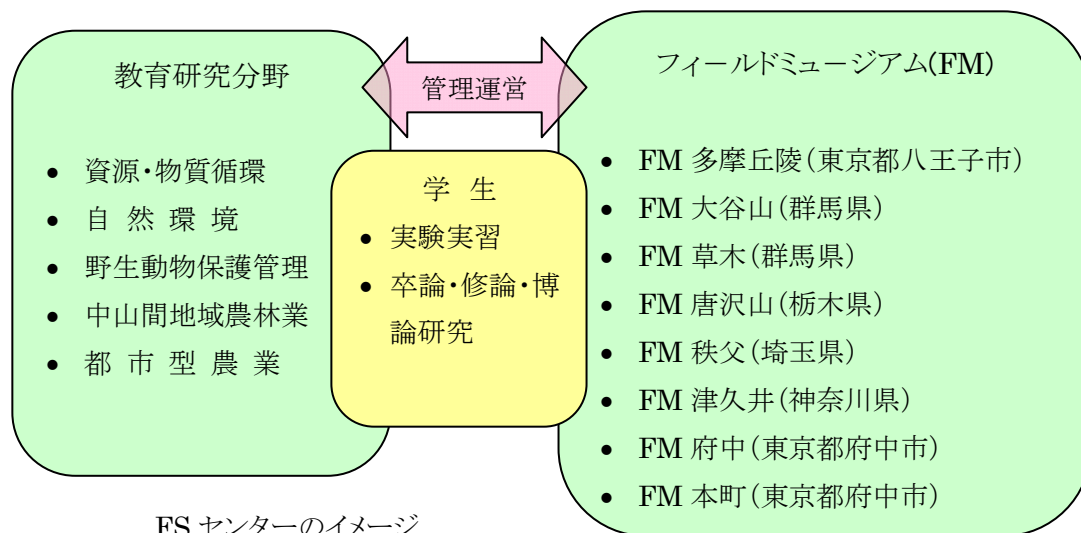 教育研究分野
• 資源・物質循環
• 自 然 環 境
• 野生動物保護管理
• 中山間地域農林業
• 都 市 型 農 業
管理運営
学 生
• 実験実習
• 卒論・修論・博
論研究
フィールドミュージアム(FM)
• FM 多摩丘陵(東京都八王子市)
• FM 大谷山(群馬県)
• FM 草木(群馬県)
• FM 唐沢山(栃木県)
• FM 秩父(埼玉県)
• FM 津久井(神奈川県)
• FM 府中(東京都府中市)
• FM 本町(東京都府中市)
FS センターのイメージ